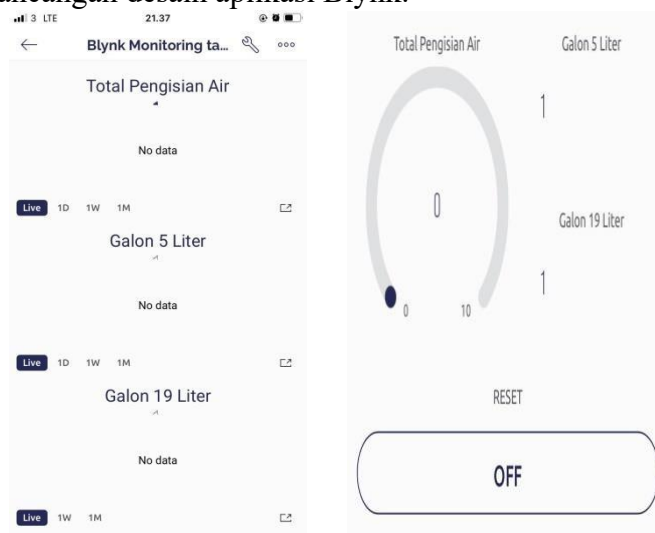 ancangan desain aplikasi Blynk.
3 LTE 21.37
Blynk Monitoring ta...
Total Pengisian Air
No data
Live 1D 1W 1M
Galon 5 Liter
No data
Live 1D 1W 1M
Galon 19 Liter
No data
Live 1W 1M
Total Pengisian Air
0
0 10
Galon 5 Liter
1
Galon 19 Liter
1
RESET
OFF